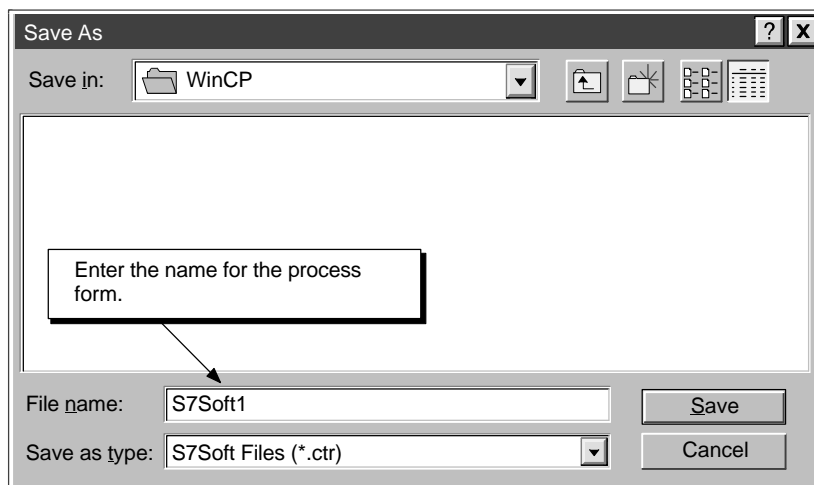 Save As
? X
Save in: WinCP
Enter the name for the process
form.
File name: S7Soft1 Save
Save as type: S7Soft Files (*.ctr) Cancel